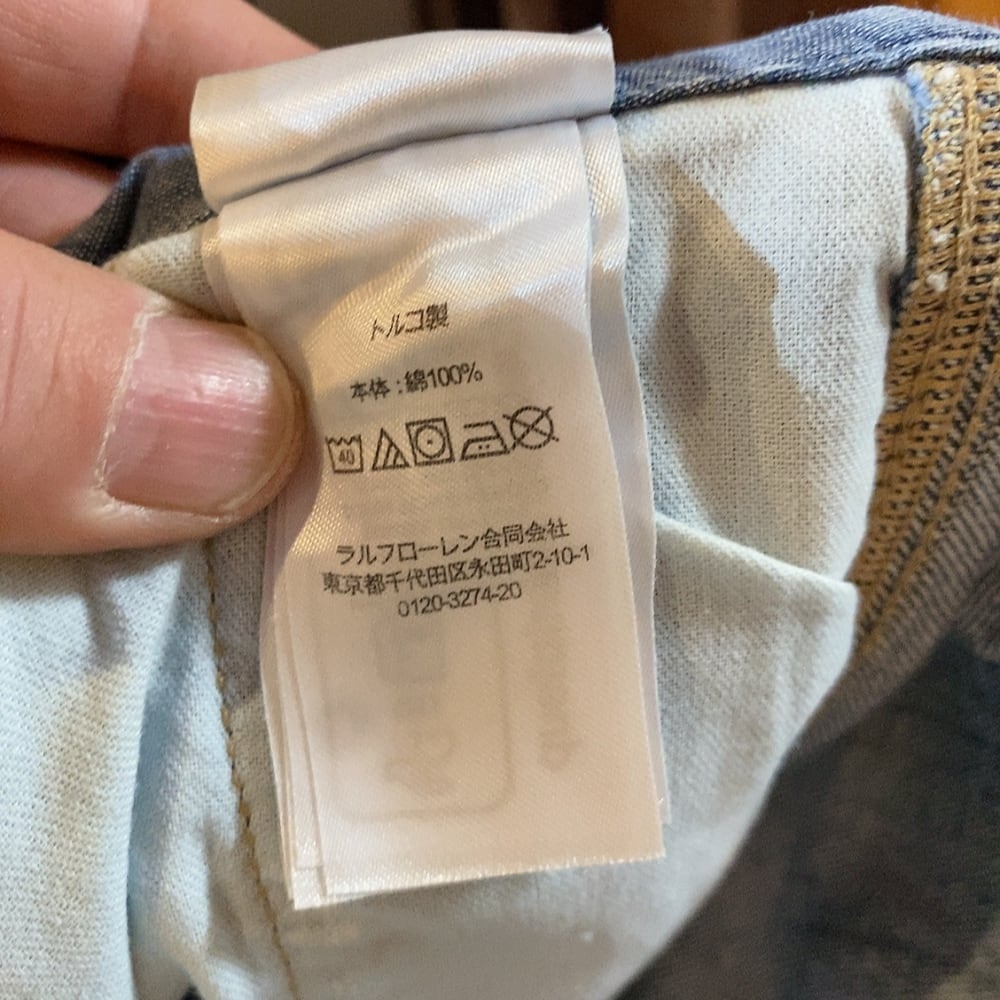 トルコ製
本体 : 綿100%
40
ラルフローレン合同会社
東京都千代田区永田町2-10-1
0120-3274-20